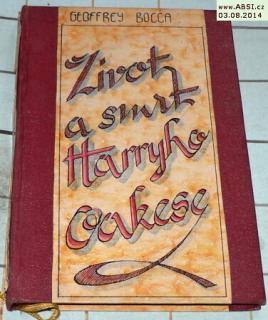 www.ABSI.cz
03.08.2014
GEOFFREY BOCCA
Život
a smrt
Harryho
Oakese